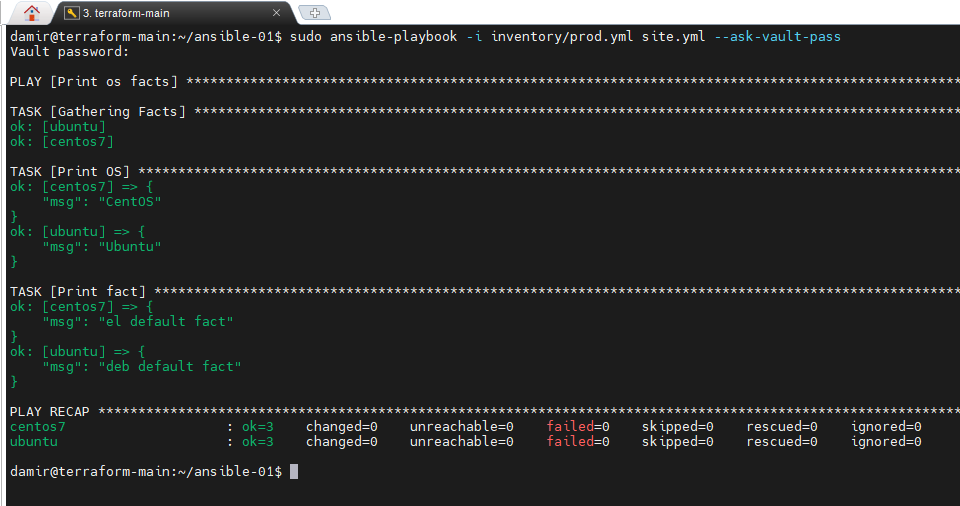 3. terraform-main
damir@terraform-main:~/ansible-01$ sudo ansible-playbook -i inventory/prod.yml site.yml --ask-vault-pass
Vault password:
PLAY [Print os facts] *************************************************************************************************
TASK [Gathering Facts] ************************************************************************************************
ok: [ubuntu]
ok: [centos7]
TASK [Print OS] *******************************************************************************************************
ok: [centos7] => {
    "msg": "CentOS"
}
ok: [ubuntu] => {
    "msg": "Ubuntu"
}
TASK [Print fact] *****************************************************************************************************
ok: [centos7] => {
    "msg": "el default fact"
}
ok: [ubuntu] => {
    "msg": "deb default fact"
}
PLAY RECAP ************************************************************************************************************
centos7                    : ok=3    changed=0    unreachable=0    failed=0    skipped=0    rescued=0    ignored=0
ubuntu                     : ok=3    changed=0    unreachable=0    failed=0    skipped=0    rescued=0    ignored=0
damir@terraform-main:~/ansible-01$